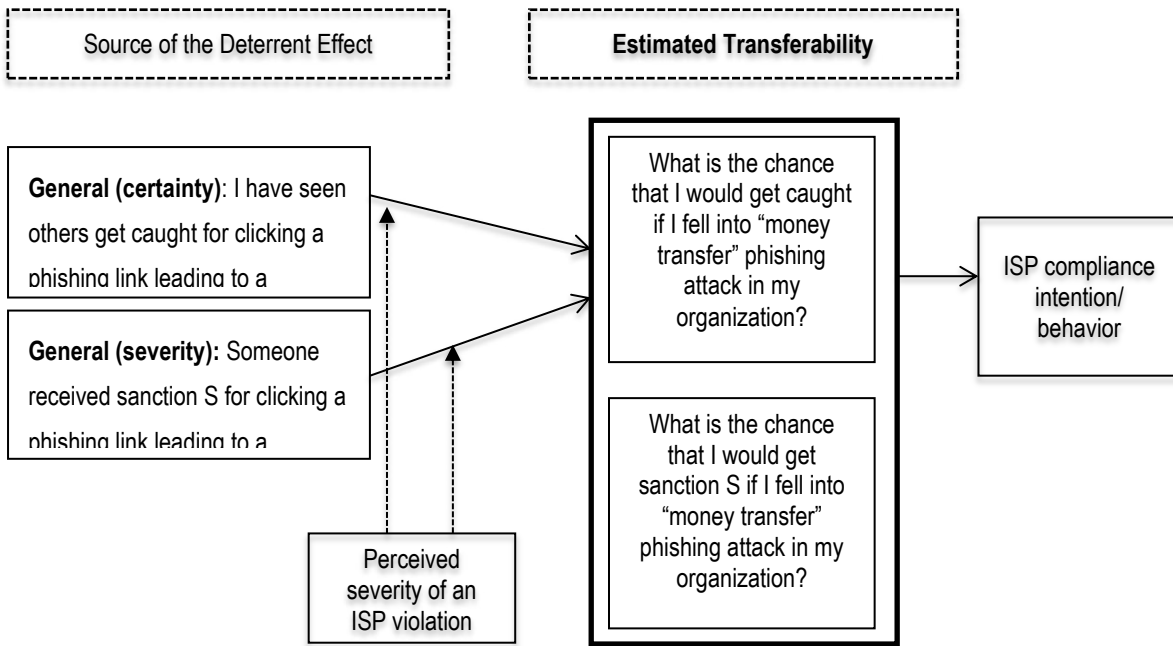 Source of the Deterrent Effect
Estimated Transferability
General (certainty): I have seen
others get caught for clicking a
phishing link leading to a
General (severity): Someone
received sanction S for clicking a
phishing link leading to a
What is the chance
that I would get caught
if I fell into “money
transfer” phishing
attack in my
organization?
What is the chance
that I would get
sanction S if I fell into
“money transfer”
phishing attack in my
organization?
ISP compliance
intention/
behavior
Perceived
severity of an
ISP violation